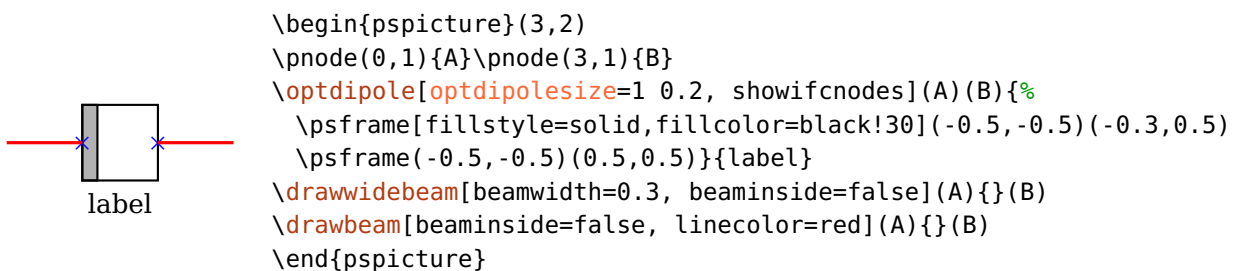 \begin{pspicture}(3,2)
\pnode(0,1){A}\pnode(3,1){B}
\optdipole[optdipolesize=1 0.2, showifcnodes](A)(B){%
 \psframe[fillstyle=solid,fillcolor=black!30](-0.5,-0.5)(-0.3,0.5)
 \psframe(-0.5,-0.5)(0.5,0.5)}{label}
\drawwidebeam[beamwidth=0.3, beaminside=false](A){}(B)
\drawbeam[beaminside=false, linecolor=red](A){}(B)
\end{pspicture}
label